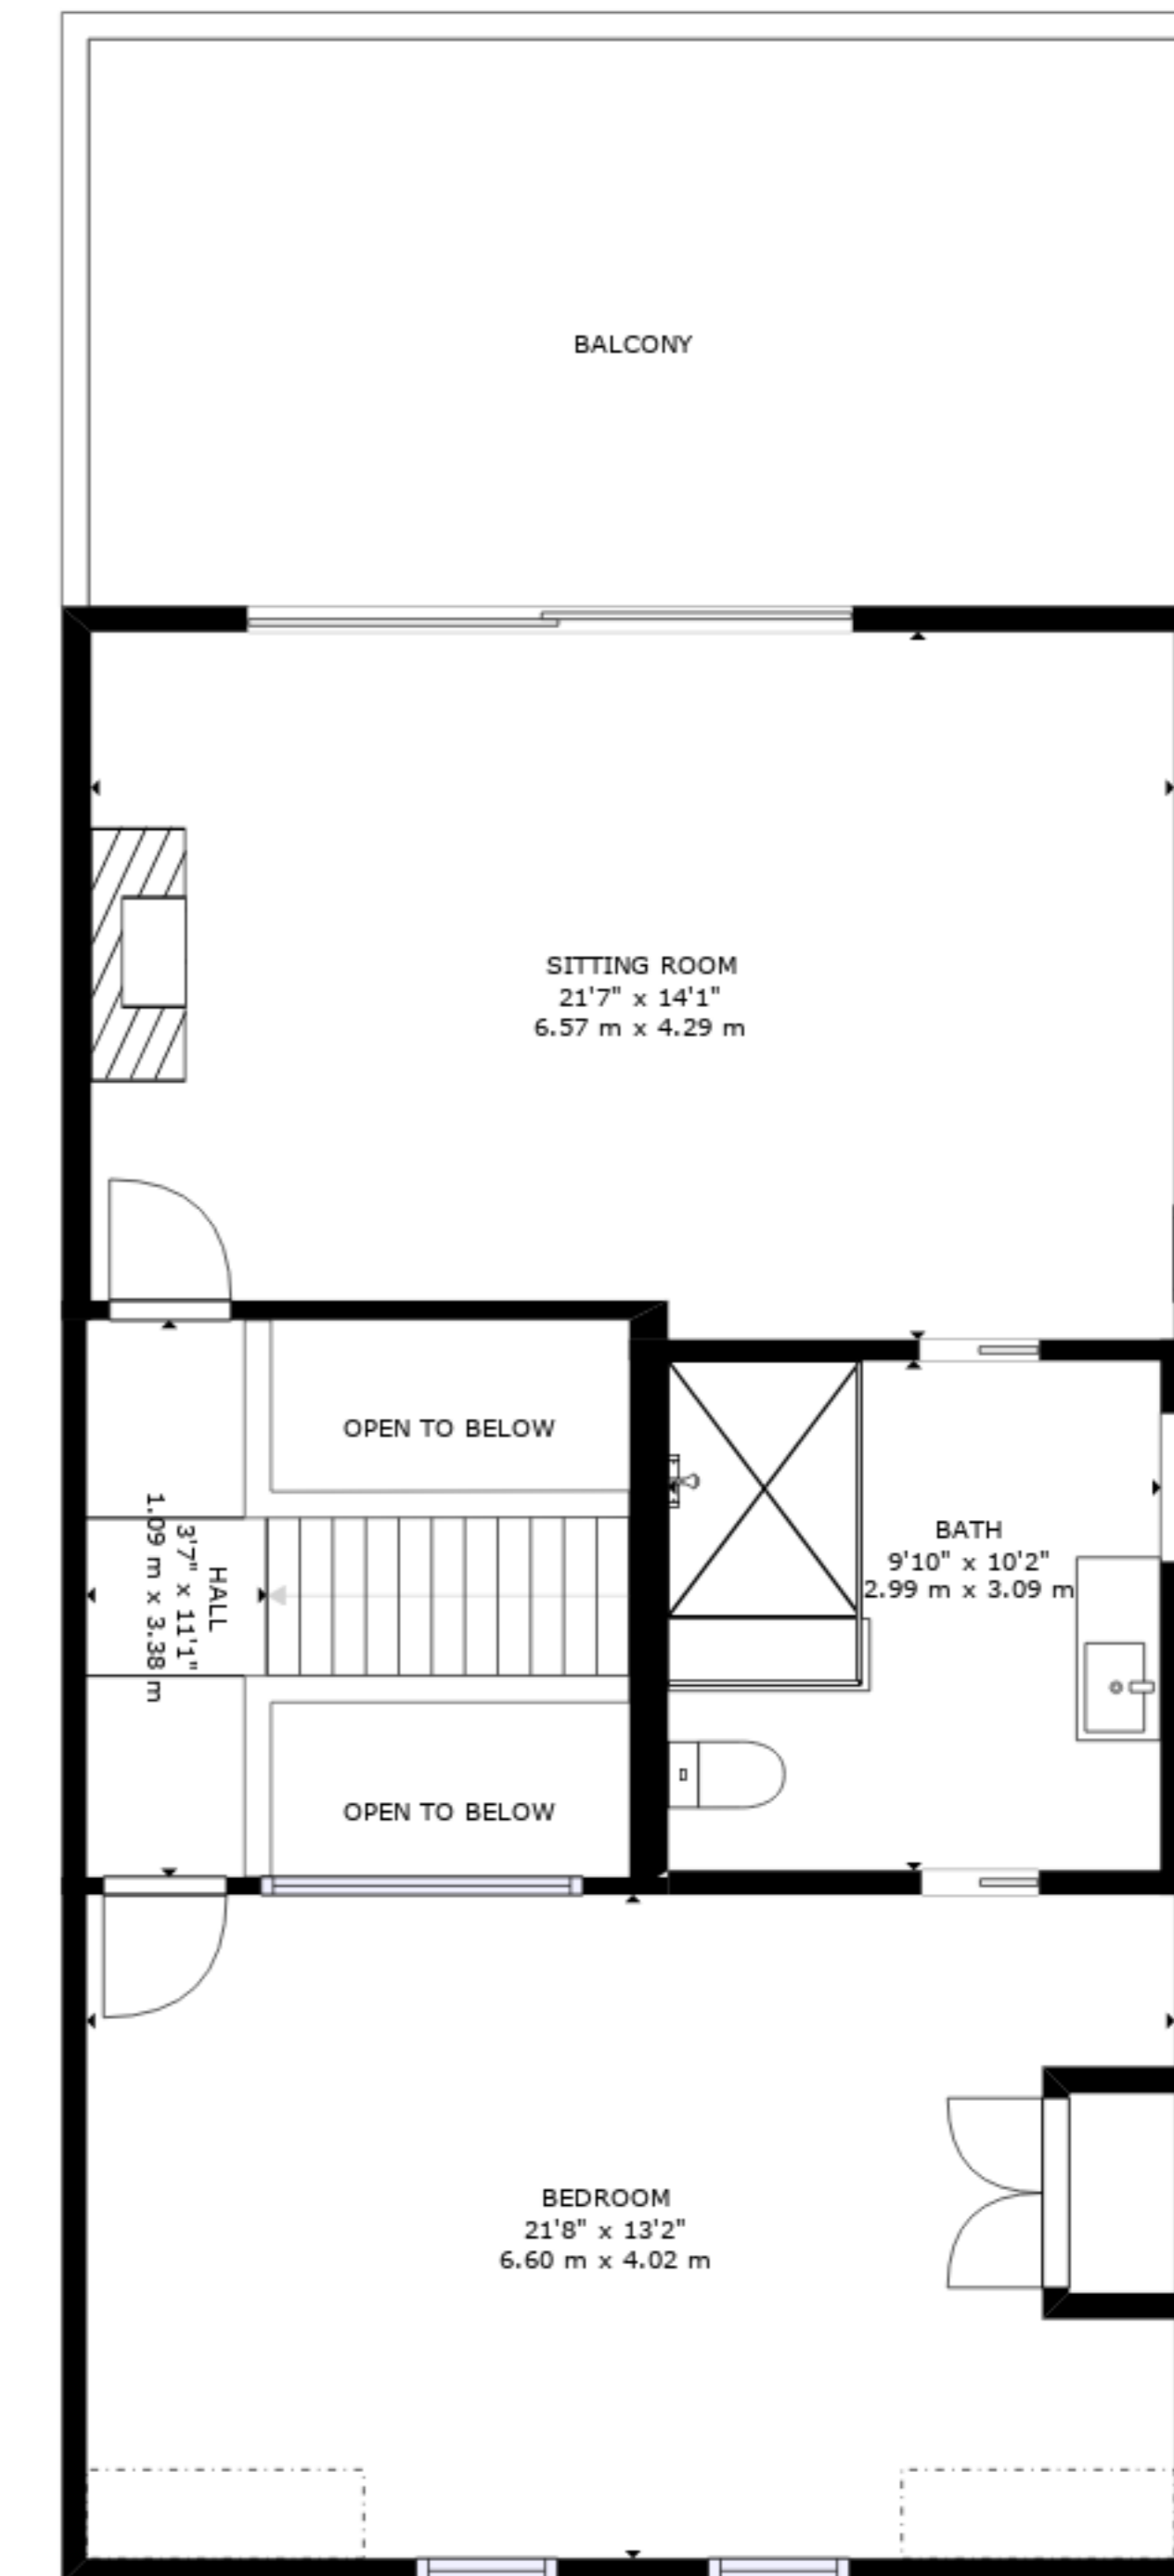 BALCONY
SITTING ROOM
21'7" x 14'1"
6.57 m x 4.29 m
OPEN TO BELOW
HALL
3'7" x 11'1"
1.09 m x 3.38 m
BATH
9'10" x 10'2"
2.99 m x 3.09 m
OPEN TO BELOW
BEDROOM
21'8" x 13'2"
6.60 m x 4.02 m